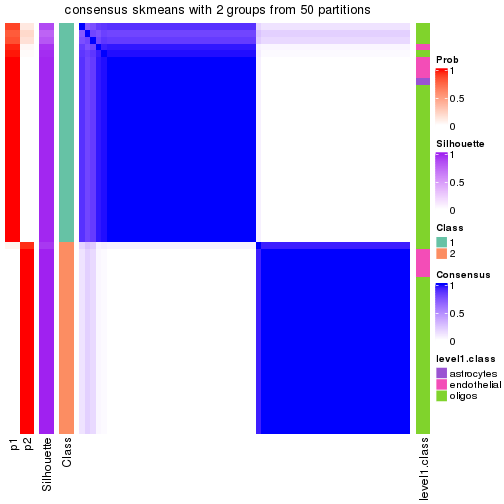 consensus skmeans with 2 groups from 50 partitions
Prob
1
0.5
0
Silhouette
1
0.5
0
Class
1
2
Consensus
1
0.5
0
level1.class
astrocytes
endothelial
oligos
p1
p2
Silhouette
Class
level1.class